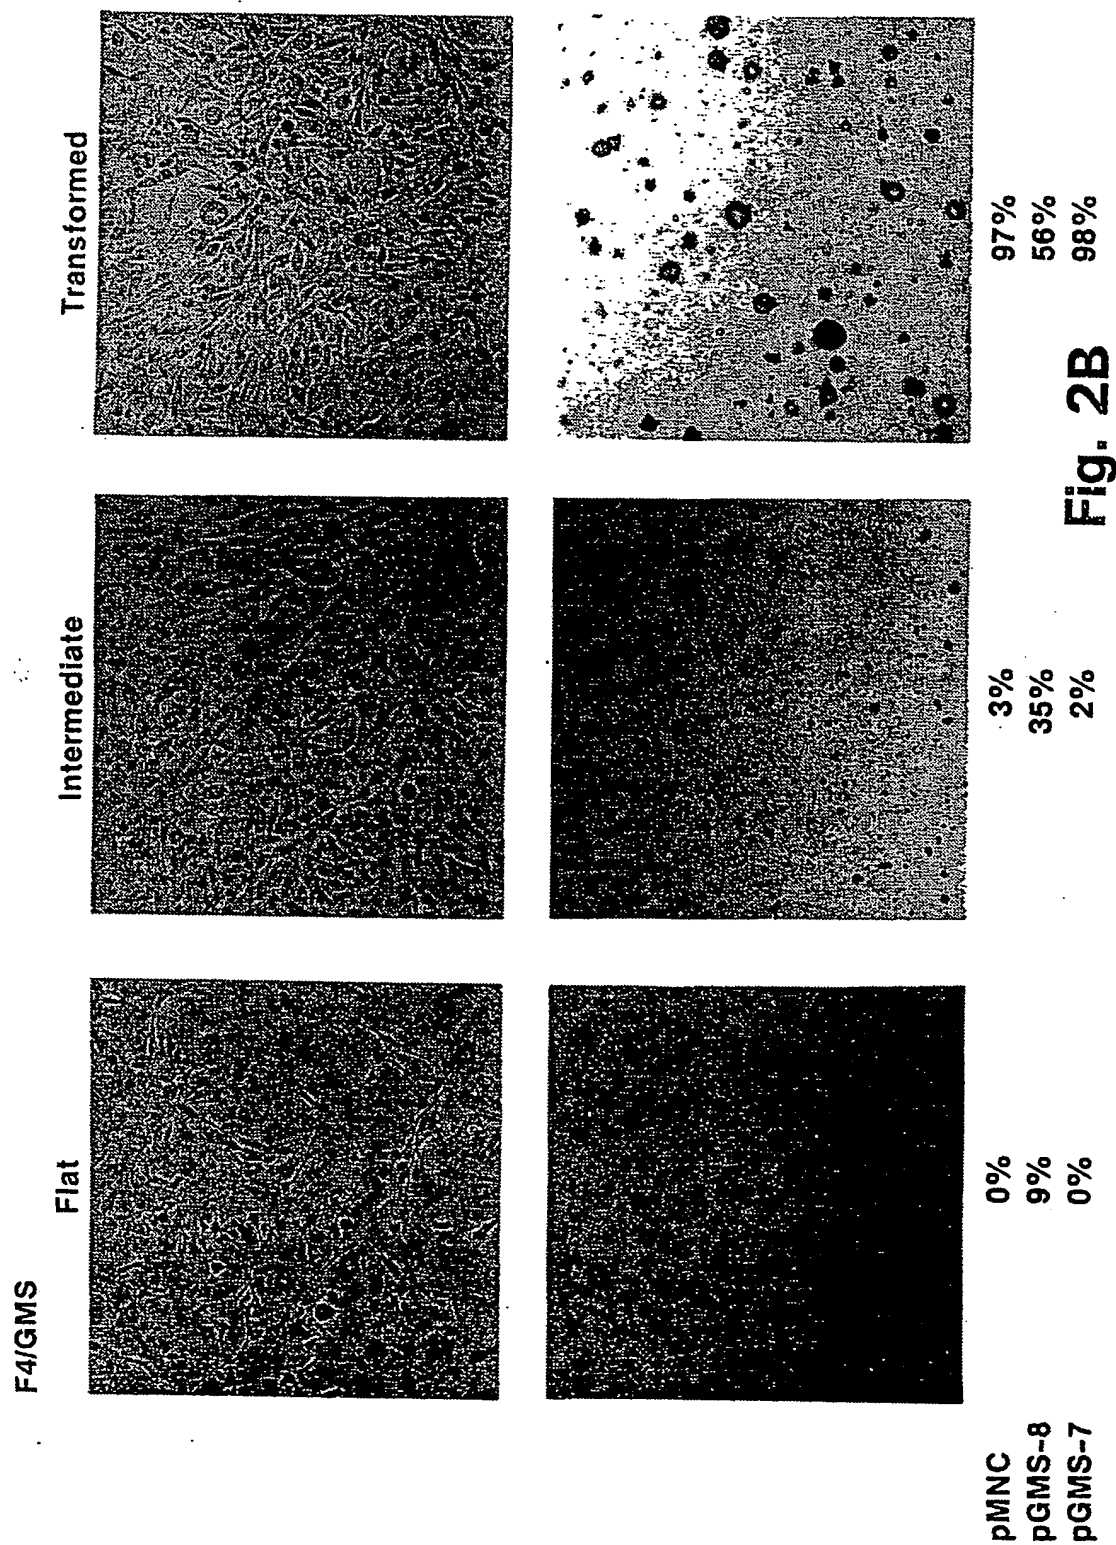 F4/GMS
Flat Intermediate Transformed
pMNC 0% 3% 97%
pGMS-8 9% 35% 56%
pGMS-7 0% 2% 98%
Fig. 2B